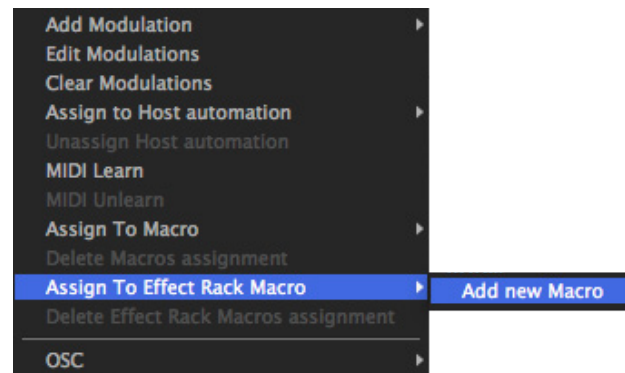 Add Modulation
Edit Modulations
Clear Modulations
Assign to Host automation
Unassign Host automation
MIDI Learn
MIDI Unlearn
Assign To Macro
Delete Macros assignment
Assign To Effect Rack Macro
Add new Macro
Delete Effect Rack Macros assignment
OSC